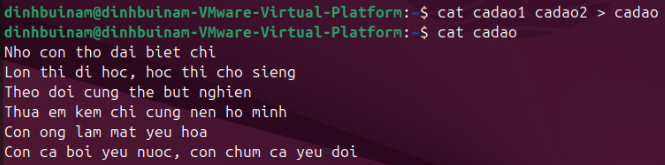 dinhbuinam@dinhbuinam-VMware-Virtual-Platform:~$ cat cadao1 cadao2 > cadao
dinhbuinam@dinhbuinam-VMware-Virtual-Platform:~$ cat cadao
Nho con tho dai biet chi
Lon thi di hoc, hoc thi cho sieng
Theo doi cung the but nghien
Thua em kem chi cung nen ho minh
Con ong lam mat yeu hoa
Con ca boi yeu nuoc, con chum ca yeu doi